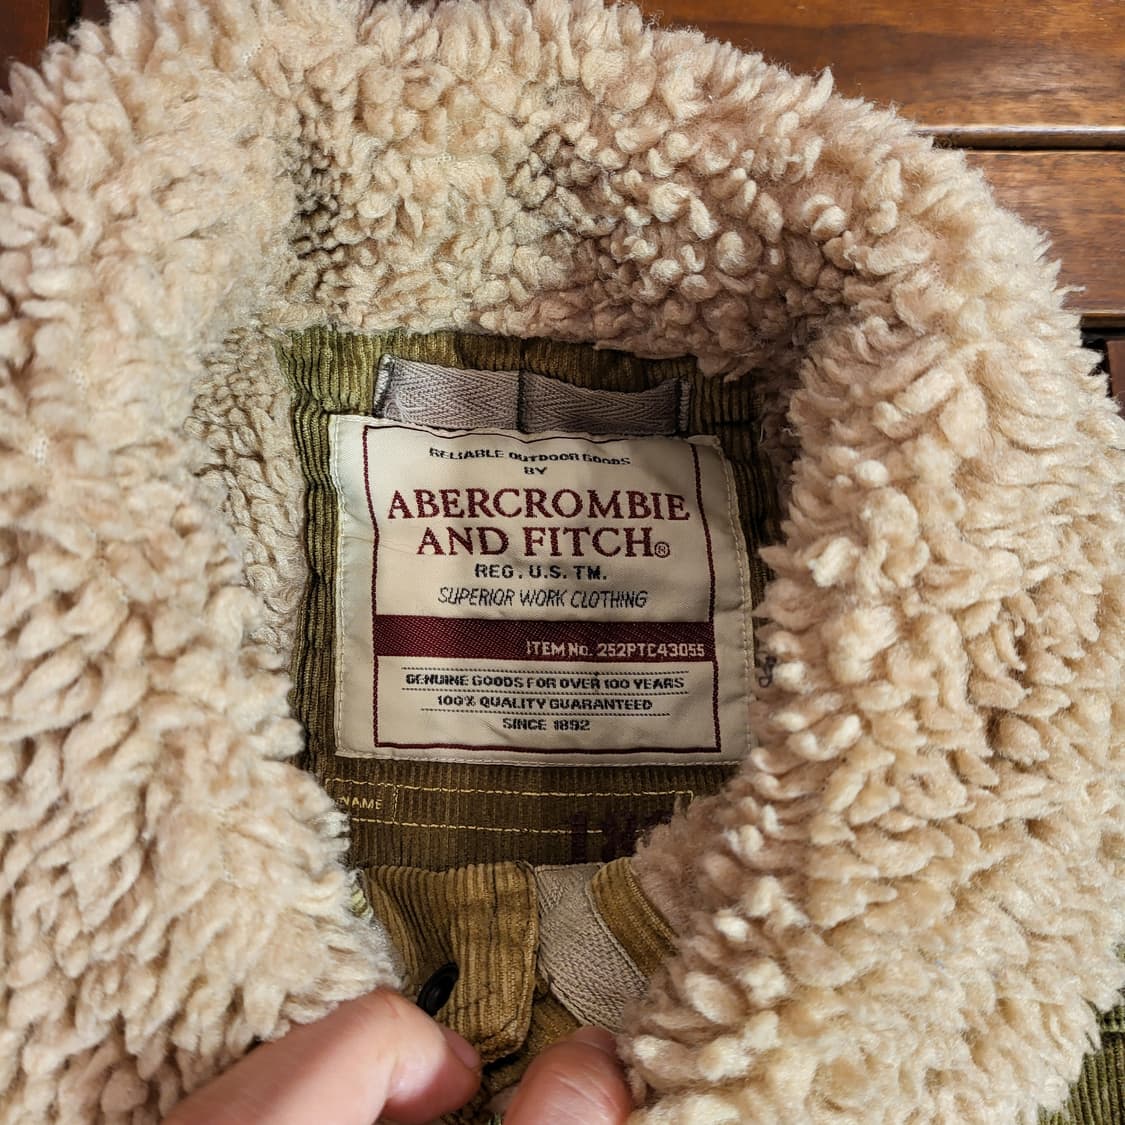 RELIABLE OUTDOOR GOODS
BY
ABERCROMBIE
AND FITCH®
REG. U.S. TM.
SUPERIOR WORK CLOTHING
ITEM No. 252PTC43055
GENUINE GOODS FOR OVER 100 YEARS
100% QUALITY GUARANTEED
SINCE 1892
NAME